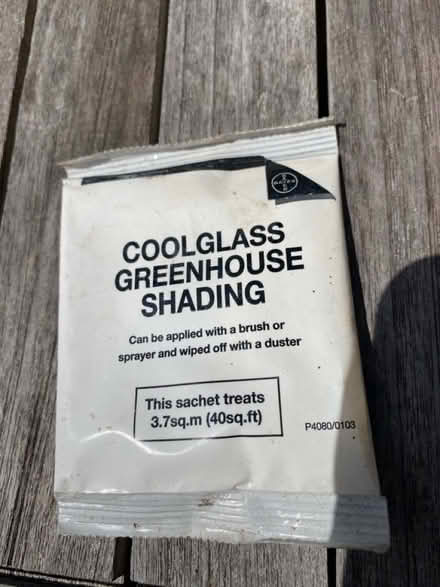 BAYER
COOLGLASS
GREENHOUSE
SHADING
Can be applied with a brush or
sprayer and wiped off with a duster
This sachet treats
3.7sq.m (40sq.ft)
P4080/0103